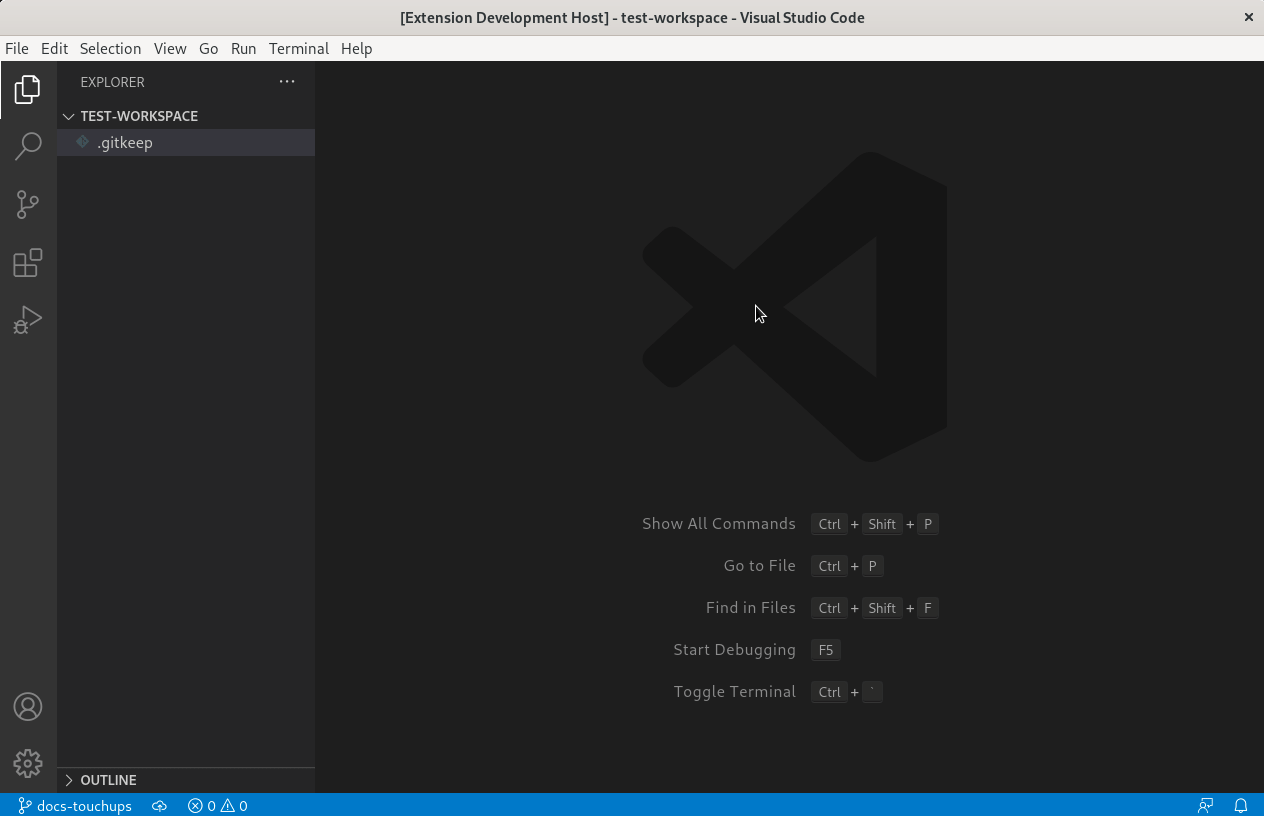 [Extension Development Host] - test-workspace - Visual Studio Code
File Edit Selection View Go Run Terminal Help
EXPLORER
TEST-WORKSPACE
.gitkeep
Show All Commands Ctrl + Shift + P
Go to File Ctrl + P
Find in Files Ctrl + Shift + F
Start Debugging F5
Toggle Terminal Ctrl + `
OUTLINE
docs-touchups 0 0